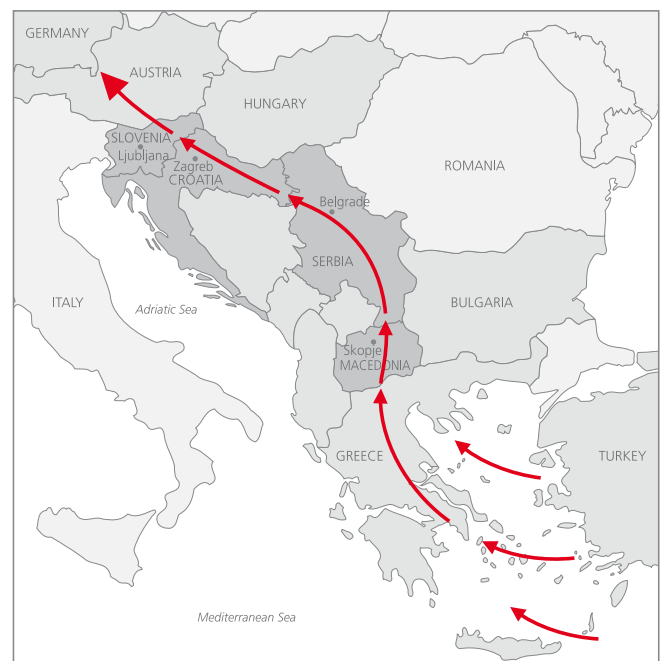 GERMANY
AUSTRIA
HUNGARY
SLOVENIA
Ljubljana
Zagreb
CROATIA
ROMANIA
Belgrade
SERBIA
ITALY
Adriatic Sea
BULGARIA
Skopje
MACEDONIA
GREECE
TURKEY
Mediterranean Sea